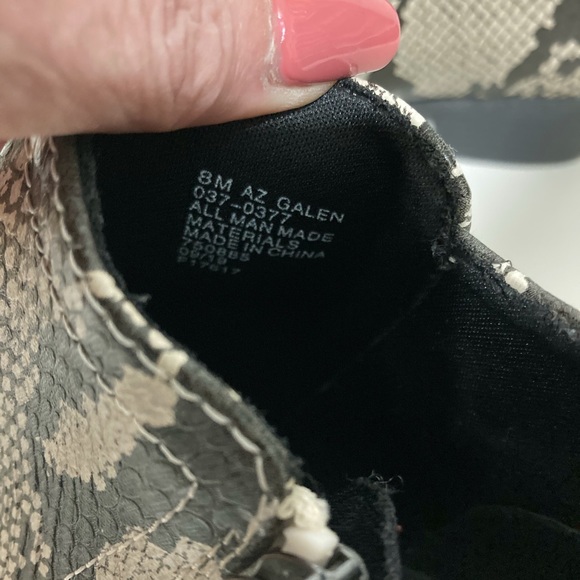 8M AZ GALEN
037-0377
ALL MAN MADE
MATERIALS
MADE IN CHINA